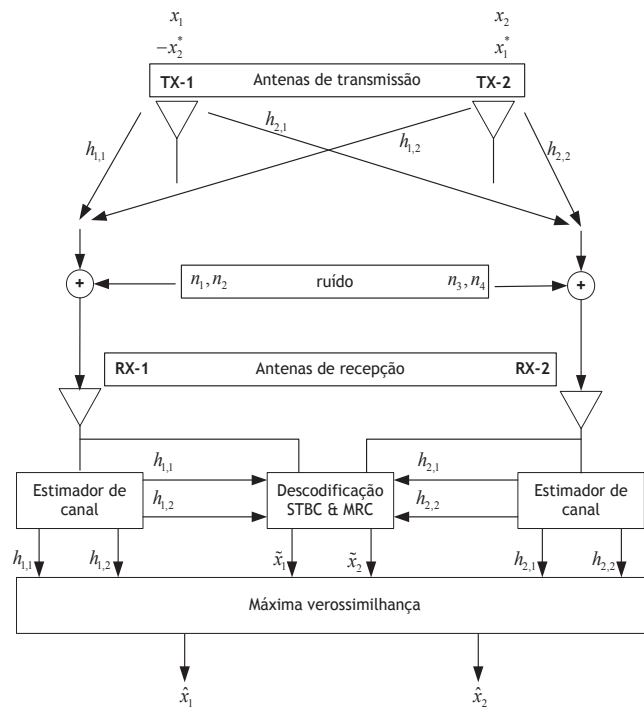 x₁ x₂
−x₂* x₁*
TX-1 Antenas de transmissão TX-2
h₁,₁ h₂,₁ h₁,₂ h₂,₂
+ n₁, n₂ ruído n₃, n₄ +
RX-1 Antenas de recepção RX-2
h₁,₁ h₂,₁
Estimador de canal
h₁,₂
Descodificação
STBC & MRC
h₂,₂
Estimador de canal
h₁,₁ h₁,₂ x̃₁ x̃₂ h₂,₁ h₂,₂
Máxima verossimilhança
x̂₁ x̂₂